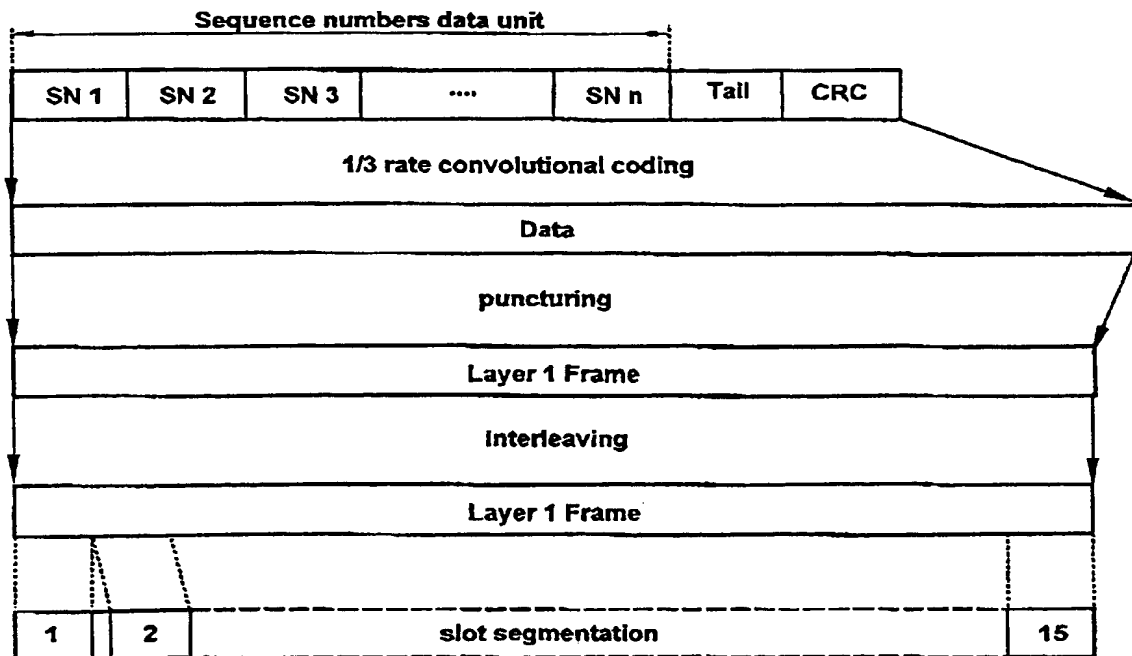 Sequence numbers data unit
SN 1 SN 2 SN 3 .... SN n Tail CRC
1/3 rate convolutional coding
Data
puncturing
Layer 1 Frame
interleaving
Layer 1 Frame
1 2 slot segmentation 15